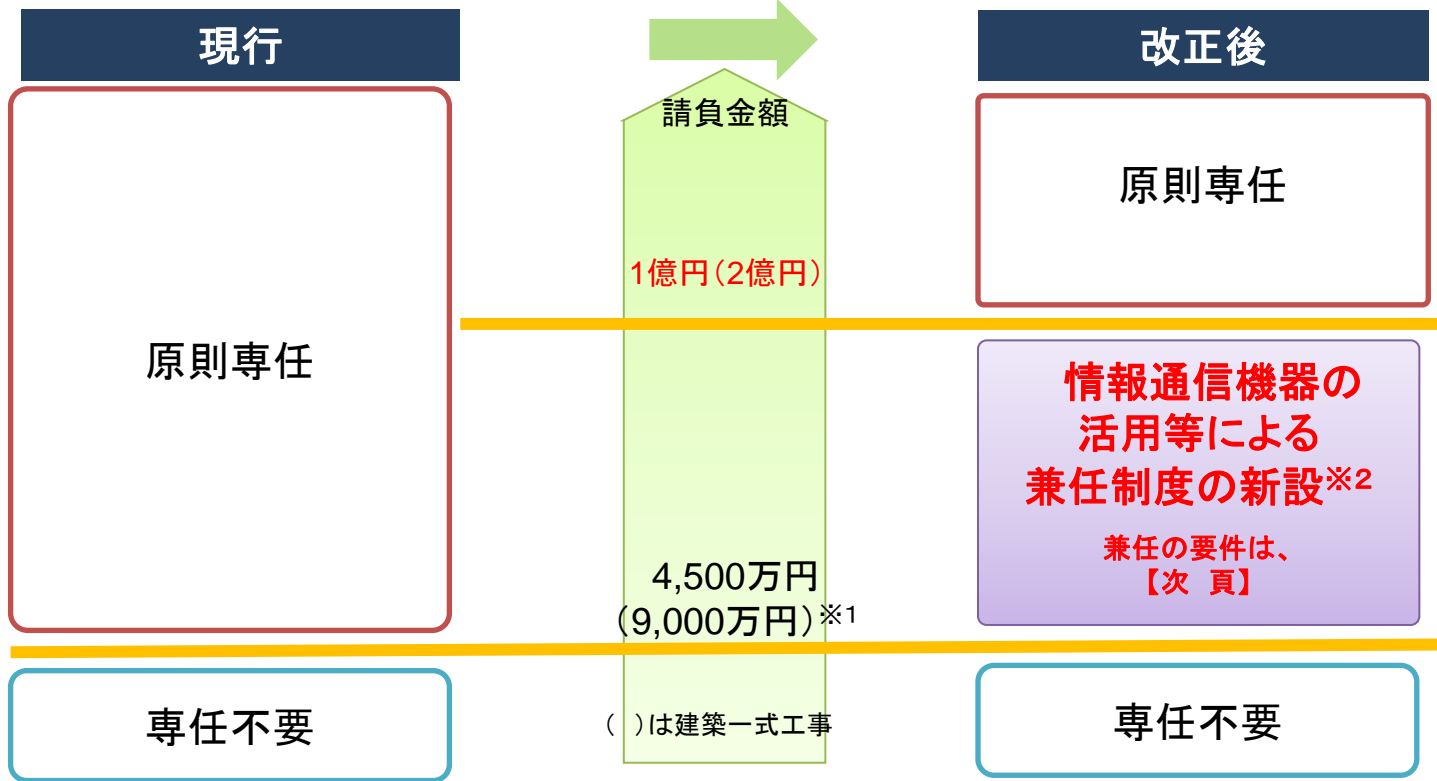 現行
改正後
請負金額
原則専任
1億円（2億円）
原則専任
情報通信機器の
活用等による
兼任制度の新設※2
兼任の要件は、
【次　頁】
4,500万円
（9,000万円）※1
専任不要
（　）は建築一式工事
専任不要